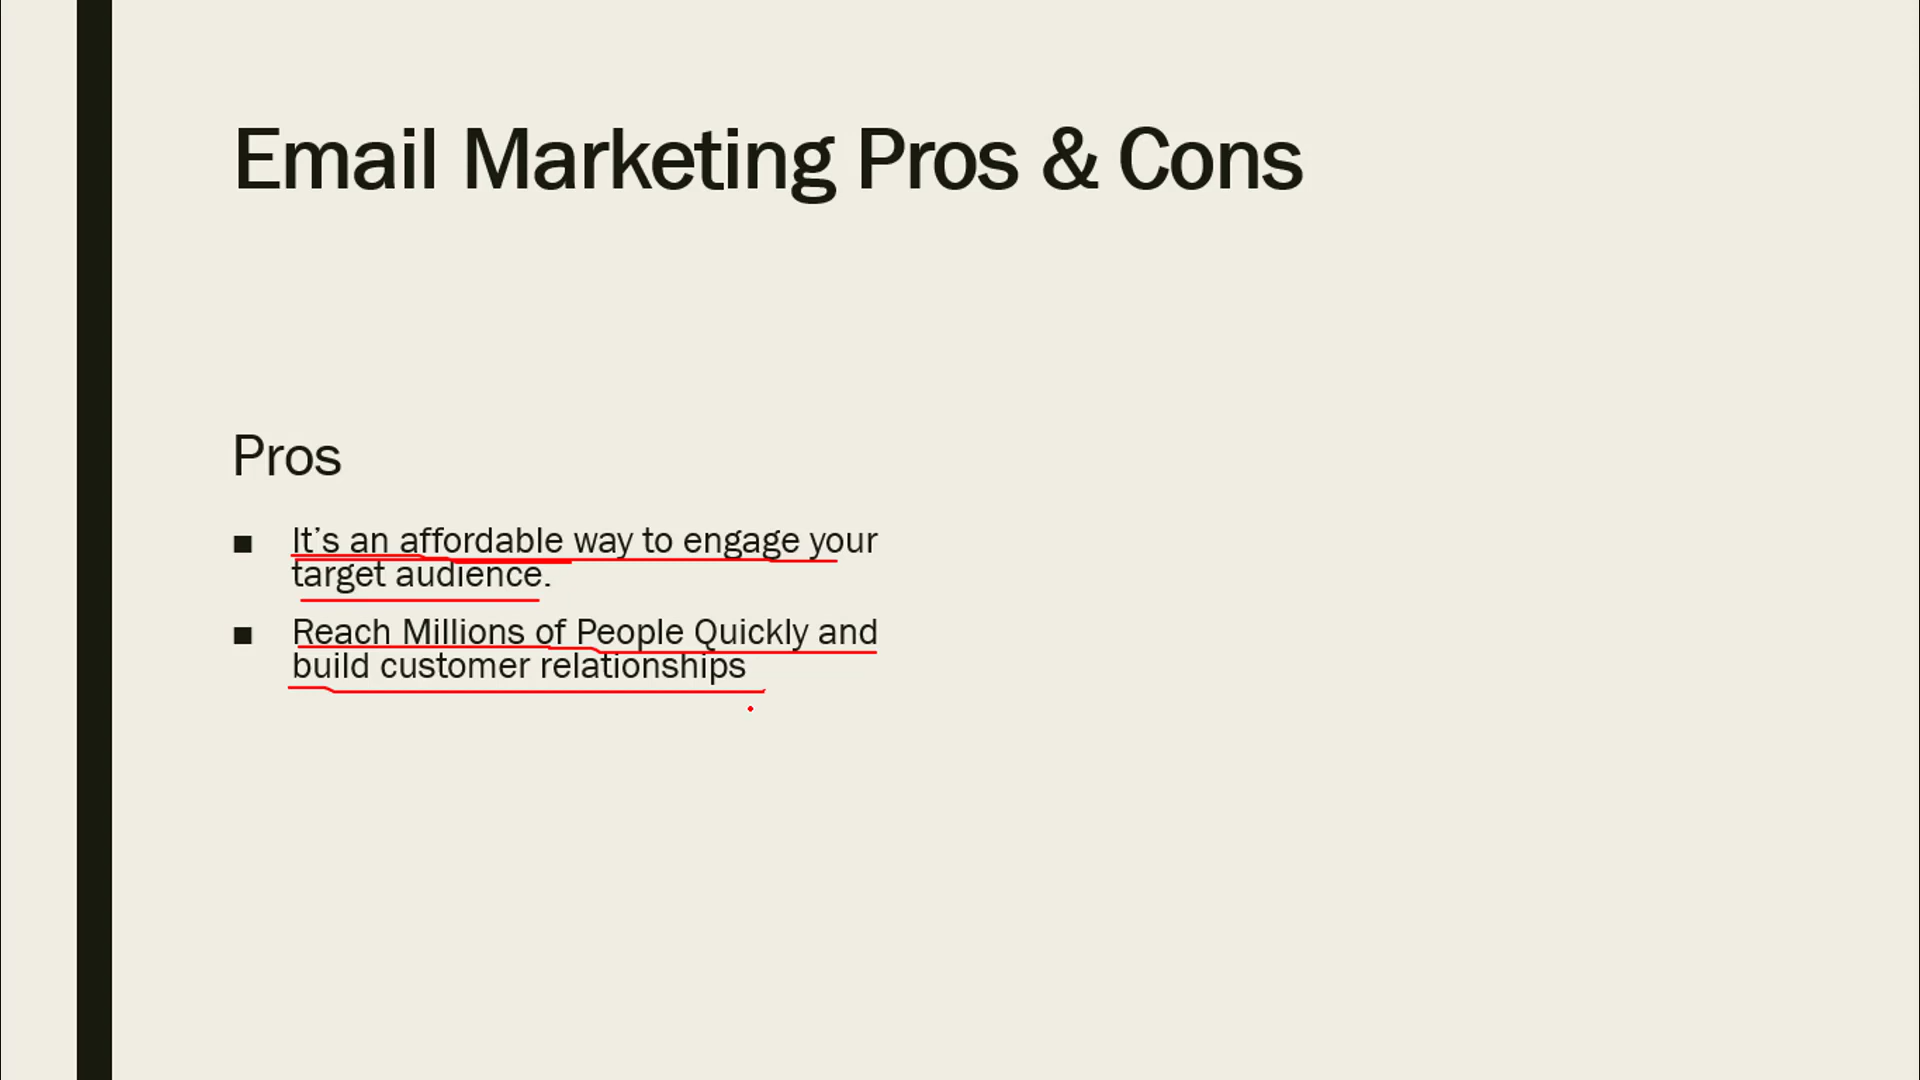 Email Marketing Pros & Cons
Pros
■ It’s an affordable way to engage your
target audience.
■ Reach Millions of People Quickly and
build customer relationships